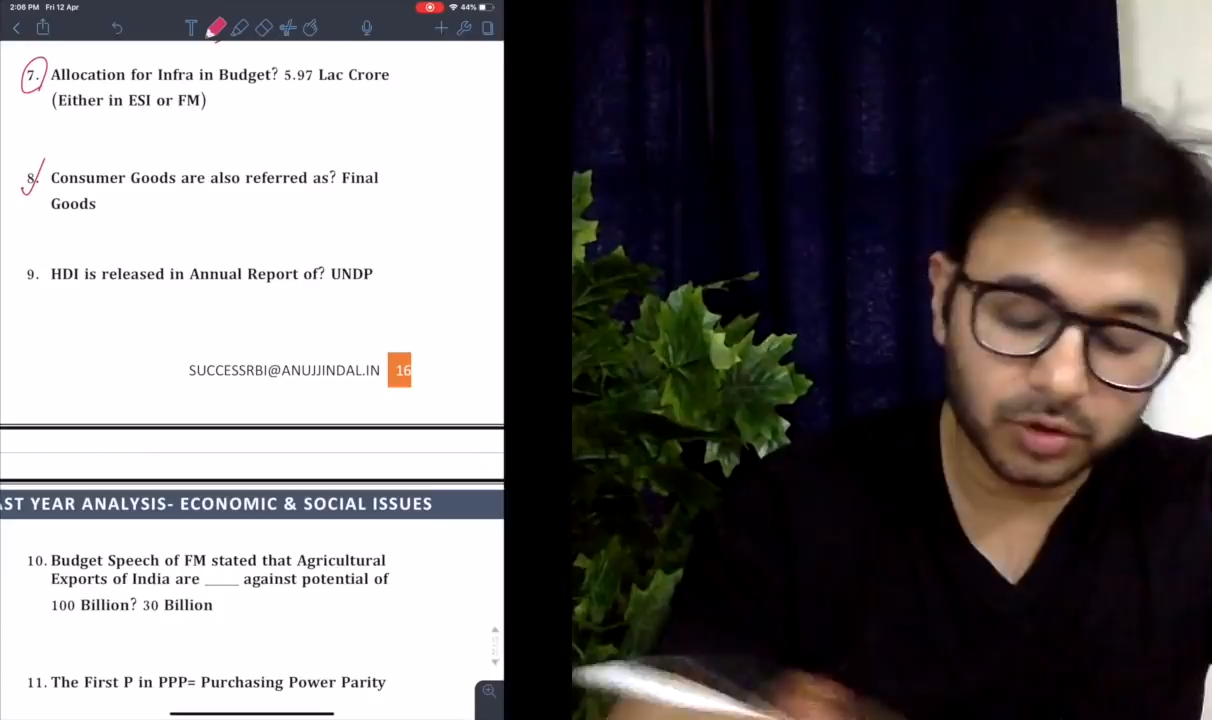 2:06 PM Fri 12 Apr
44%
7. Allocation for Infra in Budget? 5.97 Lac Crore
(Either in ESI or FM)
8. Consumer Goods are also referred as? Final
Goods
9. HDI is released in Annual Report of? UNDP
SUCCESSRBI@ANUJJINDAL.IN 16
AST YEAR ANALYSIS- ECONOMIC & SOCIAL ISSUES
10. Budget Speech of FM stated that Agricultural
Exports of India are ____ against potential of
100 Billion? 30 Billion
11. The First P in PPP= Purchasing Power Parity